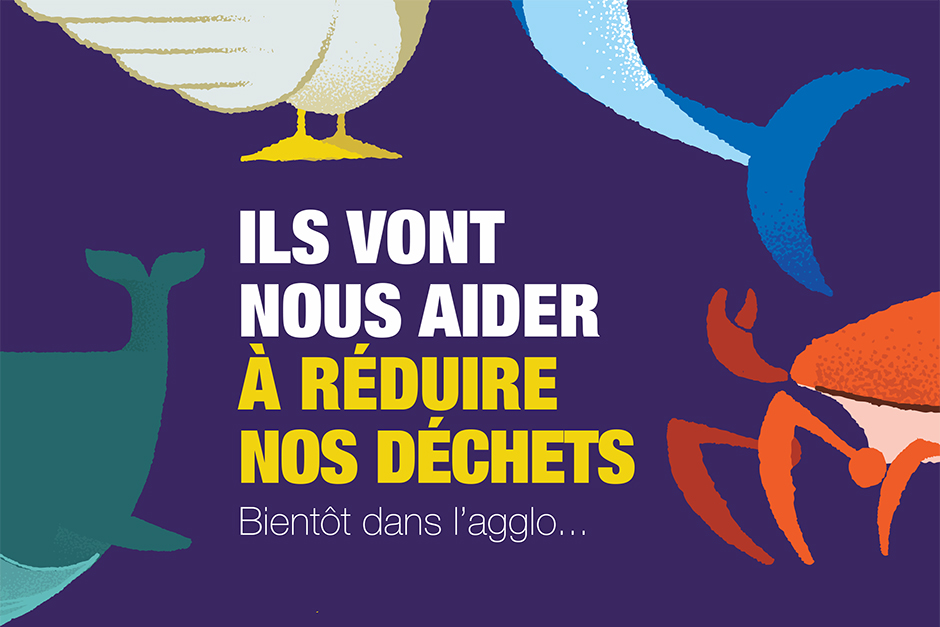 ILS VONT
NOUS AIDER
À RÉDUIRE
NOS DÉCHETS
Bientôt dans l'agglo...